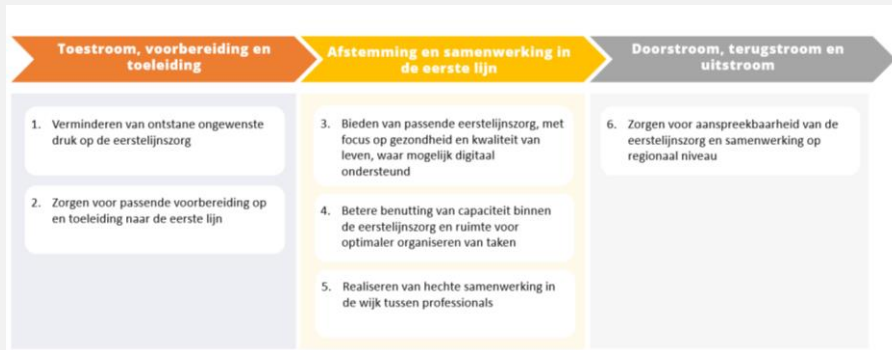 Toestroom, voorbereiding en
toeleiding
1. Verminderen van ontstane ongewenste
druk op de eerstelijnszorg
2. Zorgen voor passende voorbereiding op
en toeleiding naar de eerste lijn
Afstemming en samenwerking in
de eerste lijn
3. Bieden van passende eerstelijnszorg, met
focus op gezondheid en kwaliteit van
leven, waar mogelijk digitaal
ondersteund
4. Betere benutting van capaciteit binnen
de eerstelijnszorg en ruimte voor
optimaler organiseren van taken
5. Realiseren van hechte samenwerking in
de wijk tussen professionals
Doorstroom, terugstroom en
uitstroom
6. Zorgen voor aanspreekbaarheid van de
eerstelijnszorg en samenwerking op
regionaal niveau